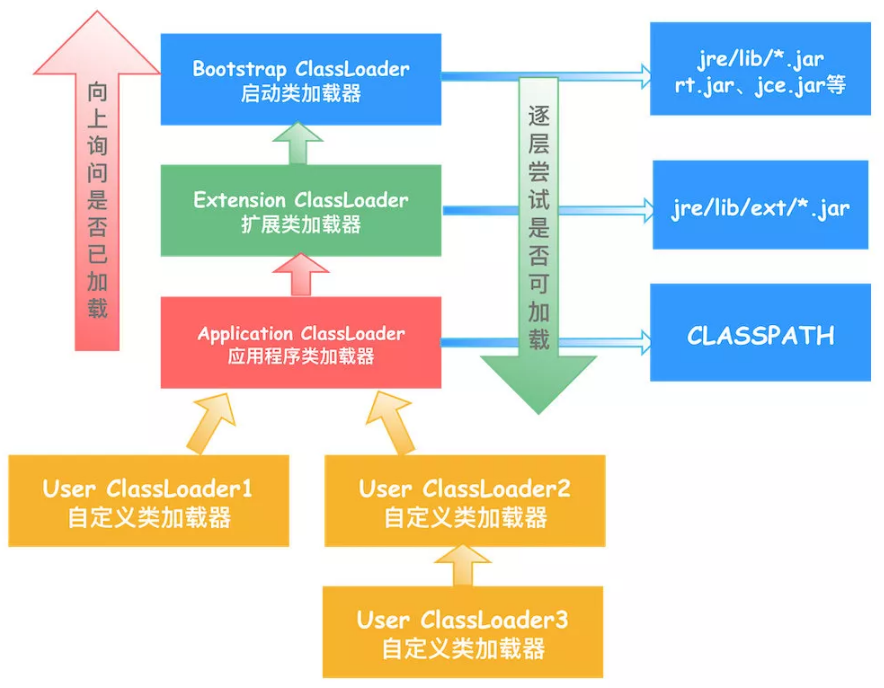 Bootstrap ClassLoader
启动类加载器
jre/lib/*.jar
rt.jar、jce.jar等
向上询问是否已加载
逐层尝试是否可加载
Extension ClassLoader
扩展类加载器
jre/lib/ext/*.jar
Application ClassLoader
应用程序类加载器
CLASSPATH
User ClassLoader1
自定义类加载器
User ClassLoader2
自定义类加载器
User ClassLoader3
自定义类加载器